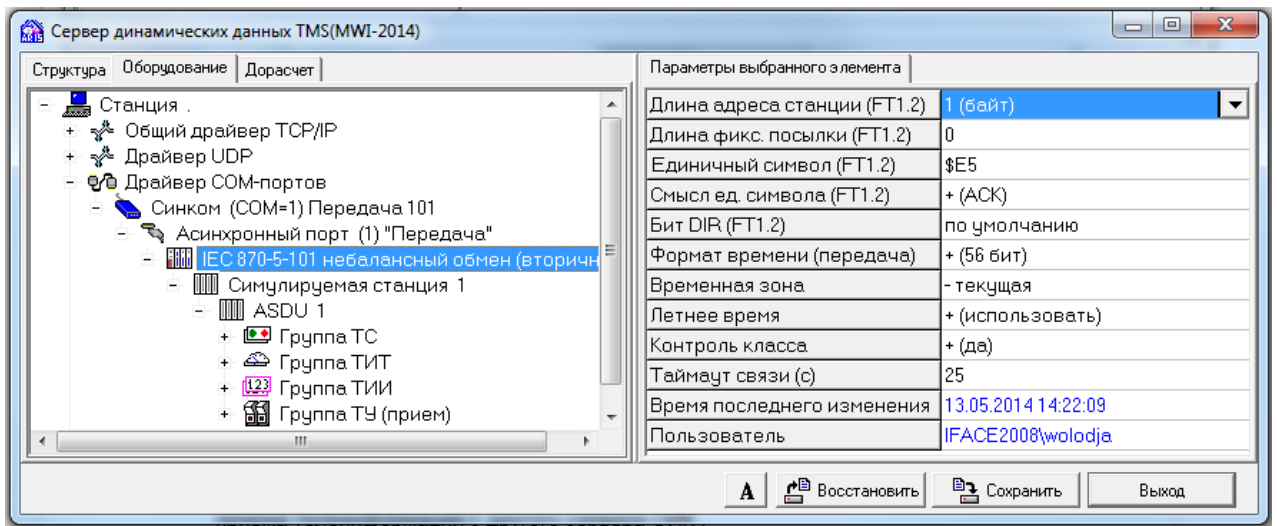 Сервер динамических данных TMS(MWI-2014)
Структура Оборудование Дорасчет
Станция .
Общий драйвер TCP/IP
Драйвер UDP
Драйвер COM-портов
Синком (COM=1) Передача 101
Асинхронный порт (1) "Передача"
IEC 870-5-101 небалансный обмен (вторичн
Симулируемая станция 1
ASDU 1
Группа ТС
Группа ТИТ
123 Группа ТИИ
Группа ТУ (прием)
Параметры выбранного элемента
Длина адреса станции (FT1.2) 1 (байт)
Длина фикс. посылки (FT1.2) 0
Единичный символ (FT1.2) $E5
Смысл ед. символа (FT1.2) + (ACK)
Бит DIR (FT1.2) по умолчанию
Формат времени (передача) + (56 бит)
Временная зона - текущая
Летнее время + (использовать)
Контроль класса + (да)
Таймаут связи (с) 25
Время последнего изменения 13.05.2014 14:22:09
Пользователь IFACE2008\wolodja
A Восстановить Сохранить Выход